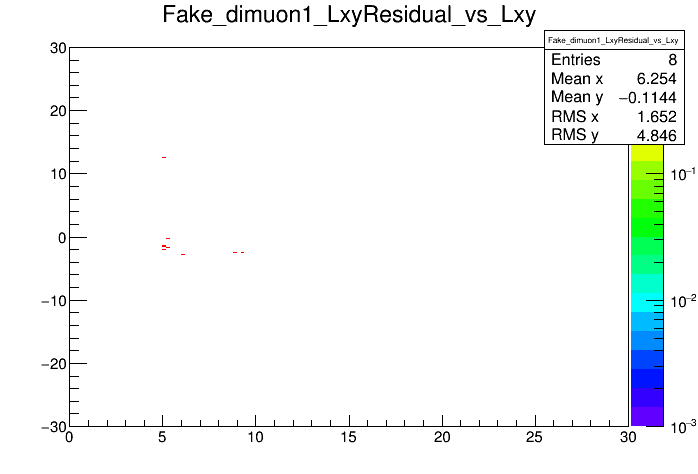 Fake_dimuon1_LxyResidual_vs_Lxy
Fake_dimuon1_LxyResidual_vs_Lxy
Entries 8
Mean x 6.254
Mean y −0.1144
RMS x 1.652
RMS y 4.846
30
20
10
0
−10
−20
−30
0 5 10 15 20 25 30
10⁻¹
10⁻²
10⁻³